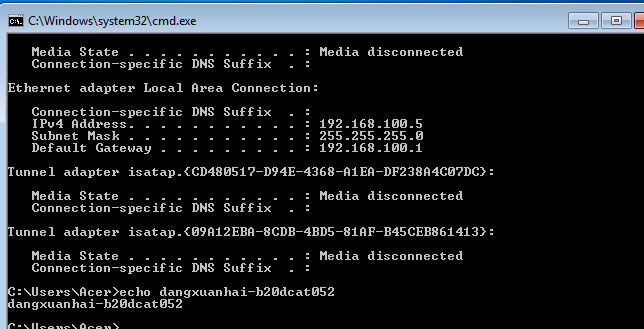 C:\Windows\system32\cmd.exe
Media State . . . . . . . . . . . : Media disconnected
Connection-specific DNS Suffix  . :
Ethernet adapter Local Area Connection:
Connection-specific DNS Suffix  . :
IPv4 Address. . . . . . . . . . . : 192.168.100.5
Subnet Mask . . . . . . . . . . . : 255.255.255.0
Default Gateway . . . . . . . . . : 192.168.100.1
Tunnel adapter isatap.{CD480517-D94E-4368-A1EA-DF238A4C07DC}:
Media State . . . . . . . . . . . : Media disconnected
Connection-specific DNS Suffix  . :
Tunnel adapter isatap.{09A12EBA-8CDB-4BD5-81AF-B45CEB861413}:
Media State . . . . . . . . . . . : Media disconnected
Connection-specific DNS Suffix  . :
C:\Users\Acer>echo dangxuanhai-b20dcat052
dangxuanhai-b20dcat052
C:\Users\Acer>